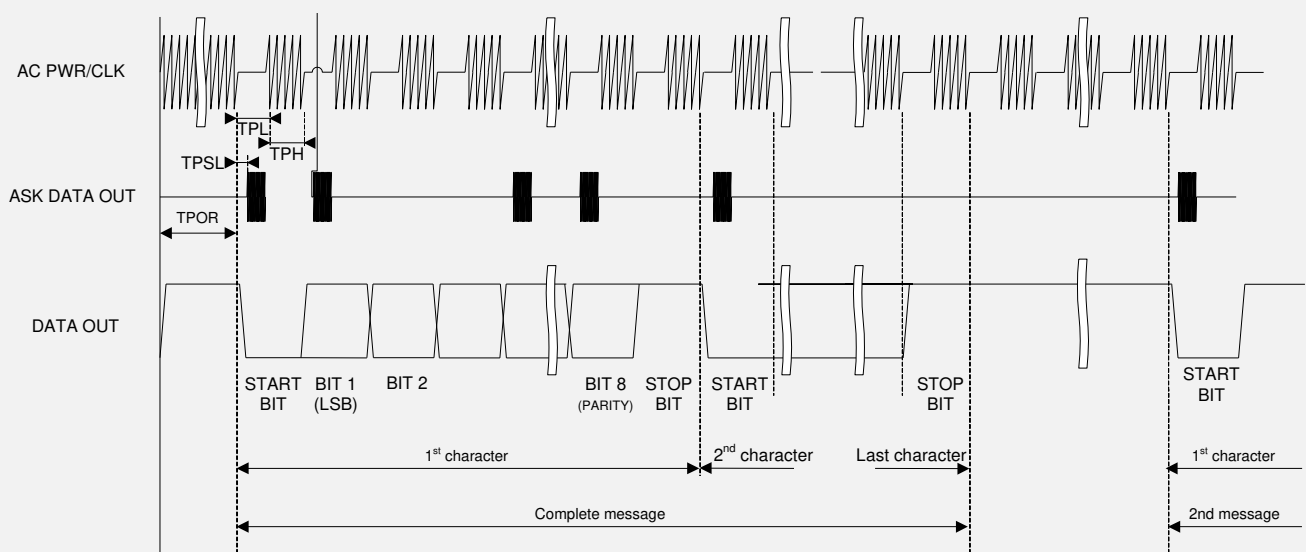 AC PWR/CLK
TPL
TPH
TPSL
ASK DATA OUT
TPOR
DATA OUT
START
BIT
BIT 1
(LSB)
BIT 2
BIT 8
(PARITY)
STOP
BIT
START
BIT
STOP
BIT
START
BIT
1st character
2nd character
Last character
1st character
Complete message
2nd message